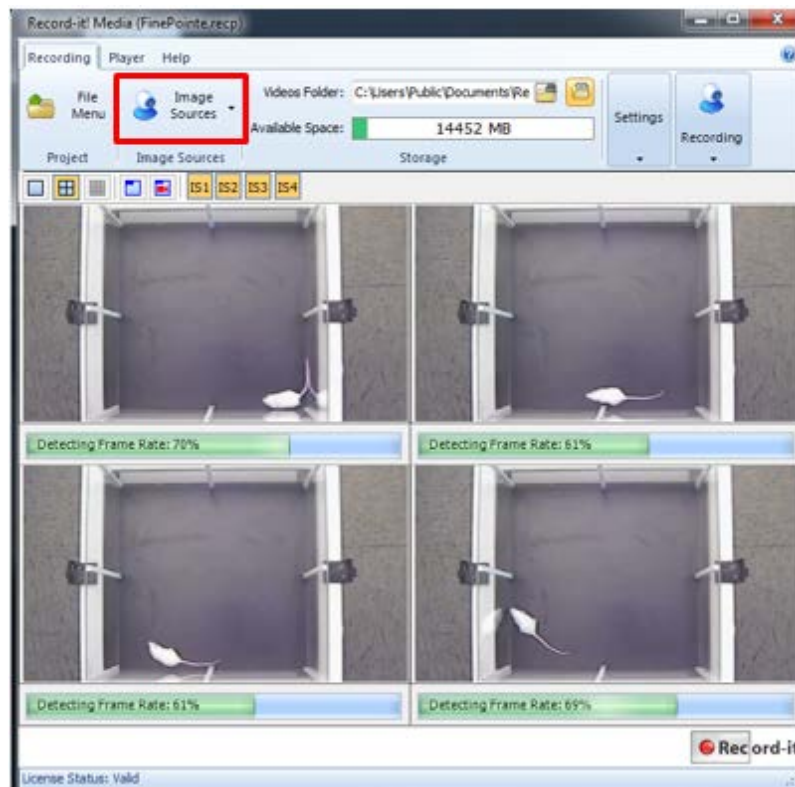 Record-it! Media (FinePointe.recp)
Recording Player Help
File Menu
Image Sources
Videos Folder: C:\Users\Public\Documents\Re
Available Space: 14452 MB
Settings
Recording
Project Image Sources Storage
IS1 IS2 IS3 IS4
Detecting Frame Rate: 70% Detecting Frame Rate: 61%
Detecting Frame Rate: 61% Detecting Frame Rate: 69%
Record-it
License Status: Valid